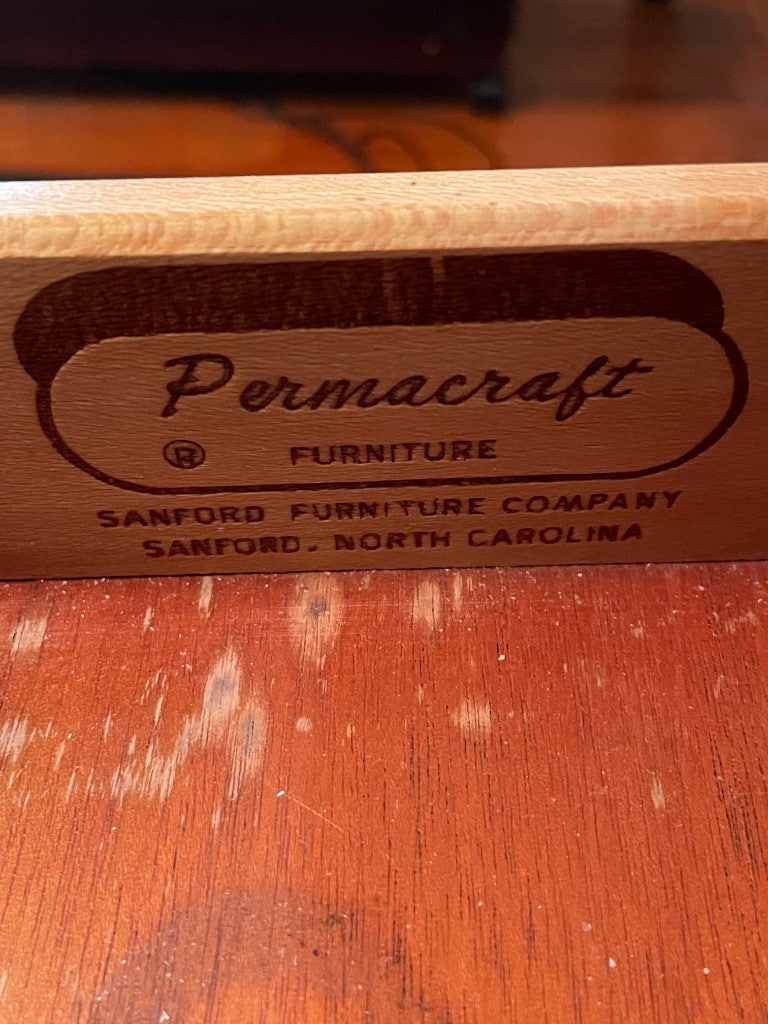 Permacraft
® FURNITURE
SANFORD FURNITURE COMPANY
SANFORD. NORTH CAROLINA